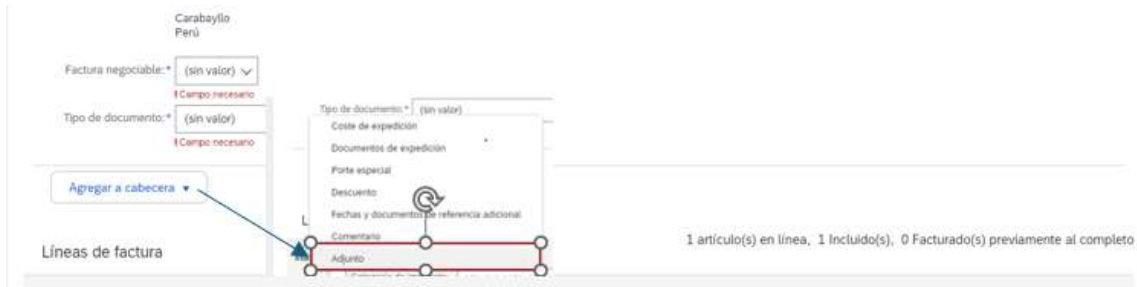 Carabayllo
Perú
Factura negociable:* (sin valor)
! Campo necesario
Tipo de documento:* (sin valor)
! Campo necesario
Tipo de documento:* (sin valor)
Coste de expedición
Documentos de expedición
Porte especial
Descuento
Fechas y documentos de referencia adicional
Comentario
Adjunto
Agregar a cabecera
L
Líneas de factura
1 artículo(s) en línea, 1 Incluido(s), 0 Facturado(s) previamente al completo